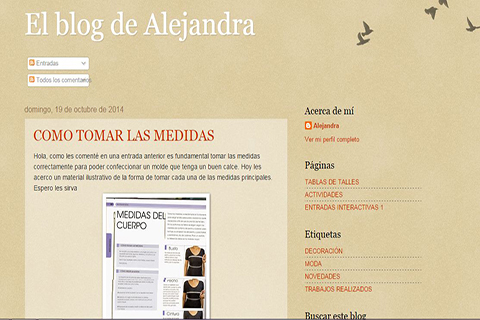 El blog de Alejandra
Entradas
Todos los comentarios
domingo, 19 de octubre de 2014
COMO TOMAR LAS MEDIDAS
Hola, como les comenté en una entrada anterior es fundamental tomar las medidas
correctamente para poder confeccionar un molde que tenga un buen calce. Hoy les
acerco un material ilustrativo de la forma de tomar cada una de las medidas principales.
Espero les sirva
MEDIDAS DEL
CUERPO
Busto
Cintura
Acerca de mí
Alejandra
Ver mi perfil completo
Páginas
TABLAS DE TALLES
ACTIVIDADES
ENTRADAS INTERACTIVAS 1
Etiquetas
DECORACIÓN
MODA
NOVEDADES
TRABAJOS REALIZADOS
Buscar este blog